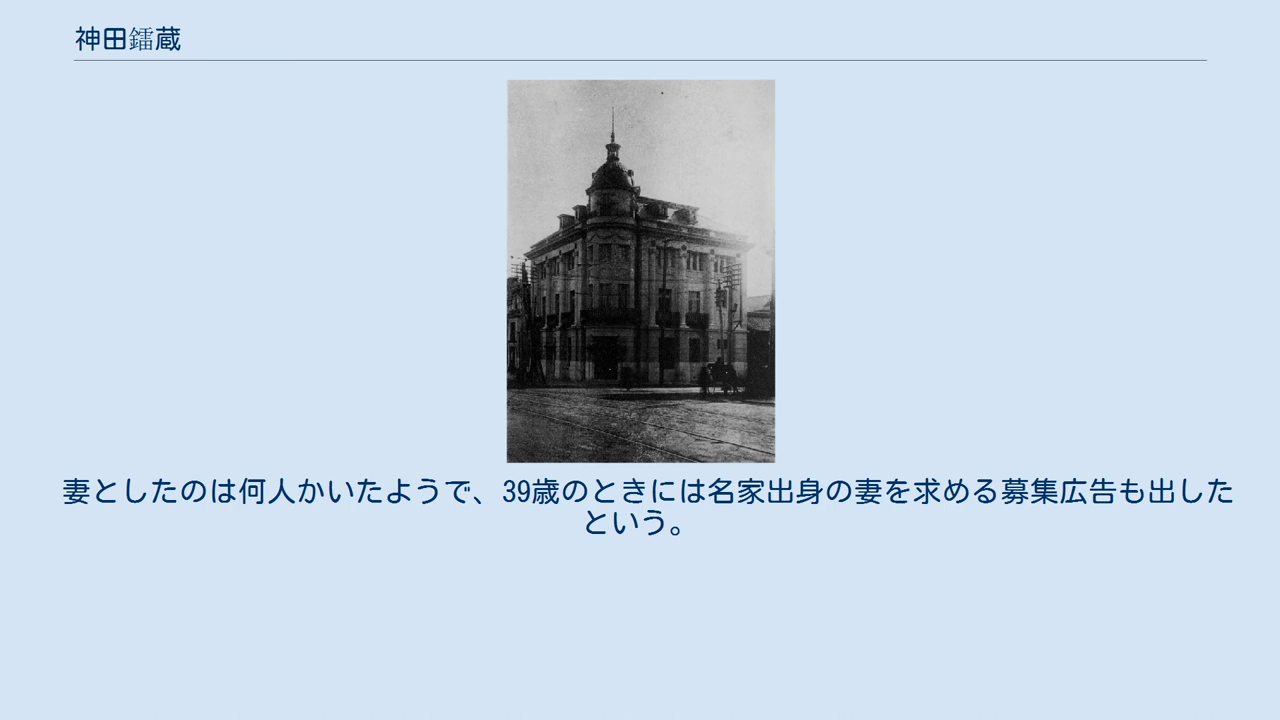 神田鐳蔵
妻としたのは何人かいたようで、39歳のときには名家出身の妻を求める募集広告も出した
という。